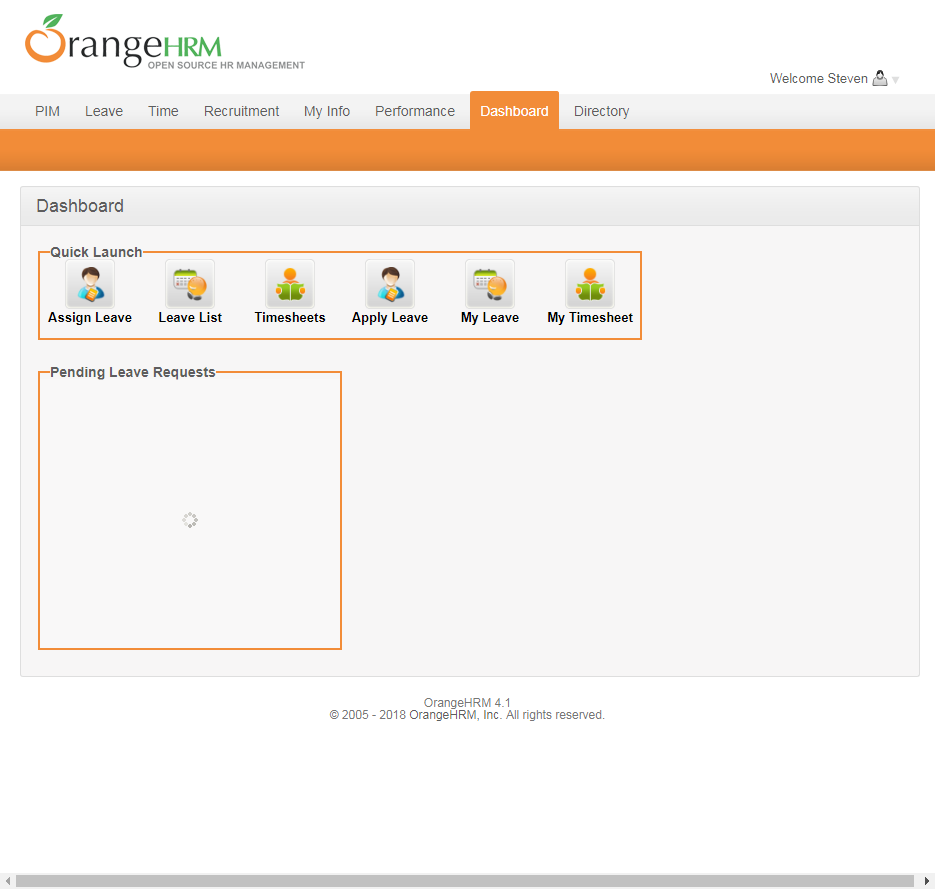 OrangeHRM
OPEN SOURCE HR MANAGEMENT
Welcome Steven
PIM Leave Time Recruitment My Info Performance Dashboard Directory
Dashboard
Quick Launch
Assign Leave Leave List Timesheets Apply Leave My Leave My Timesheet
Pending Leave Requests
OrangeHRM 4.1
© 2005 - 2018 OrangeHRM, Inc. All rights reserved.